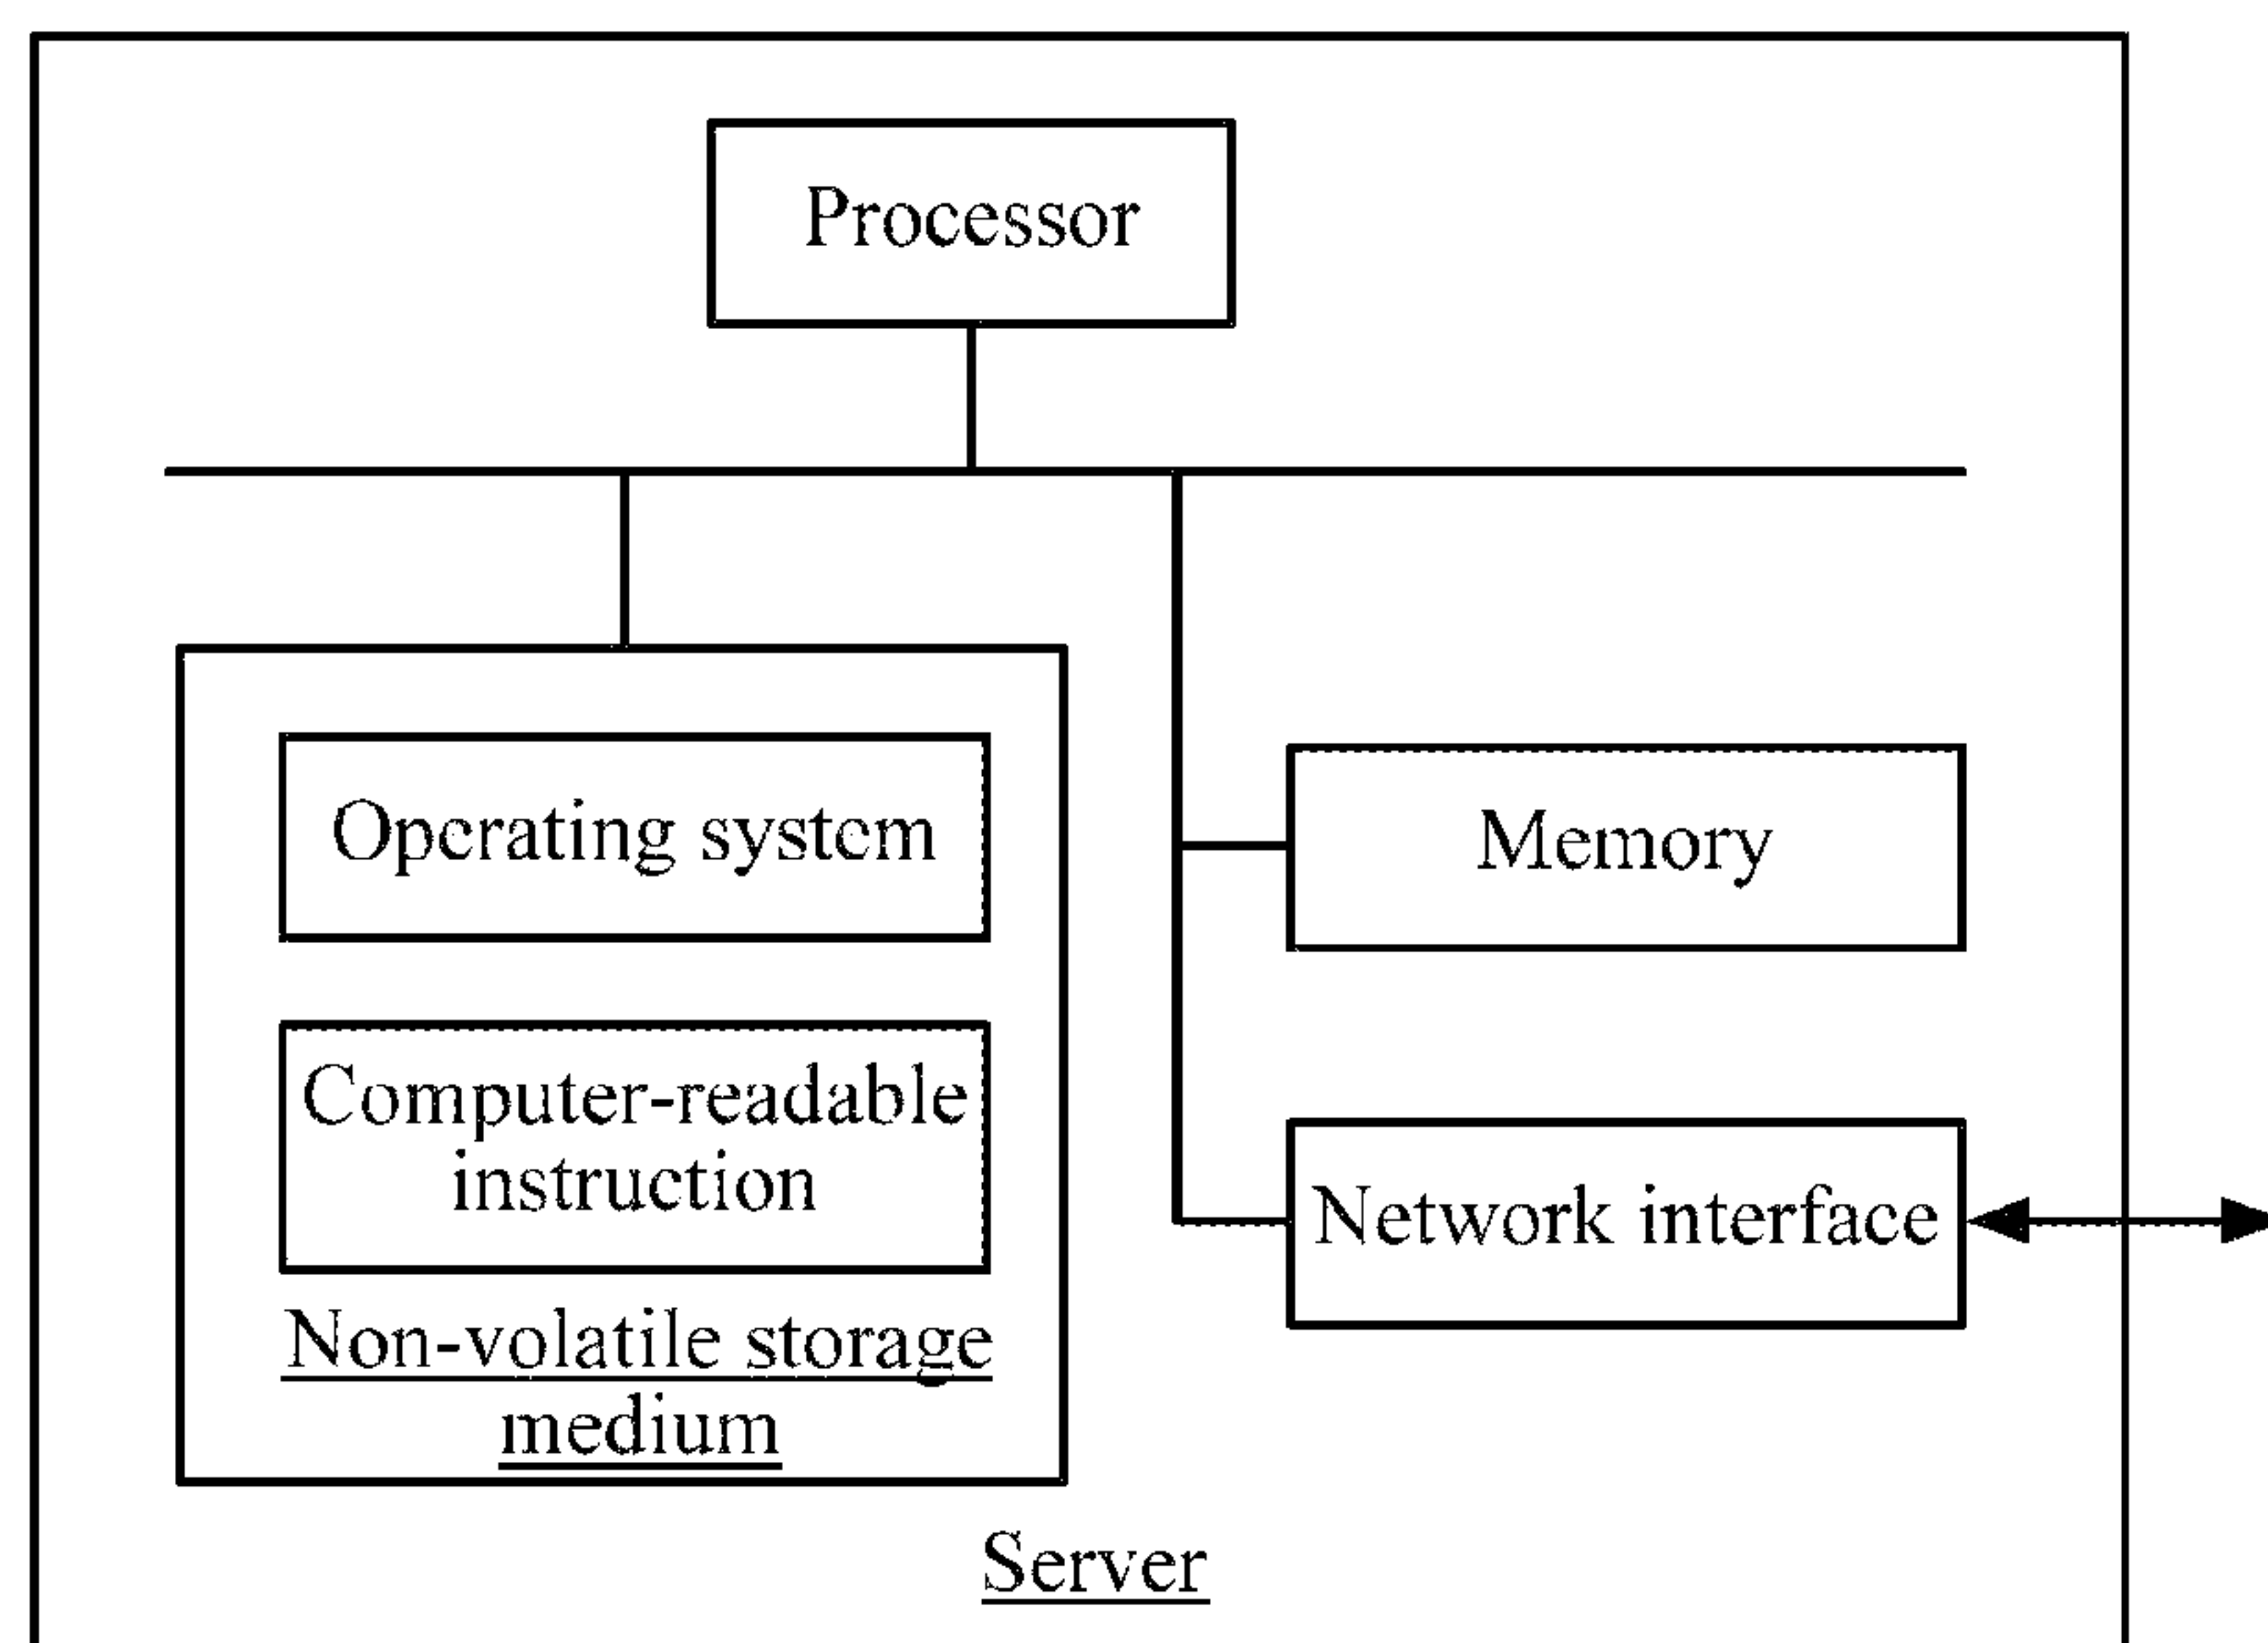 Processor
Operating system
Computer-readable
instruction
Non-volatile storage
medium
Memory
Network interface
Server